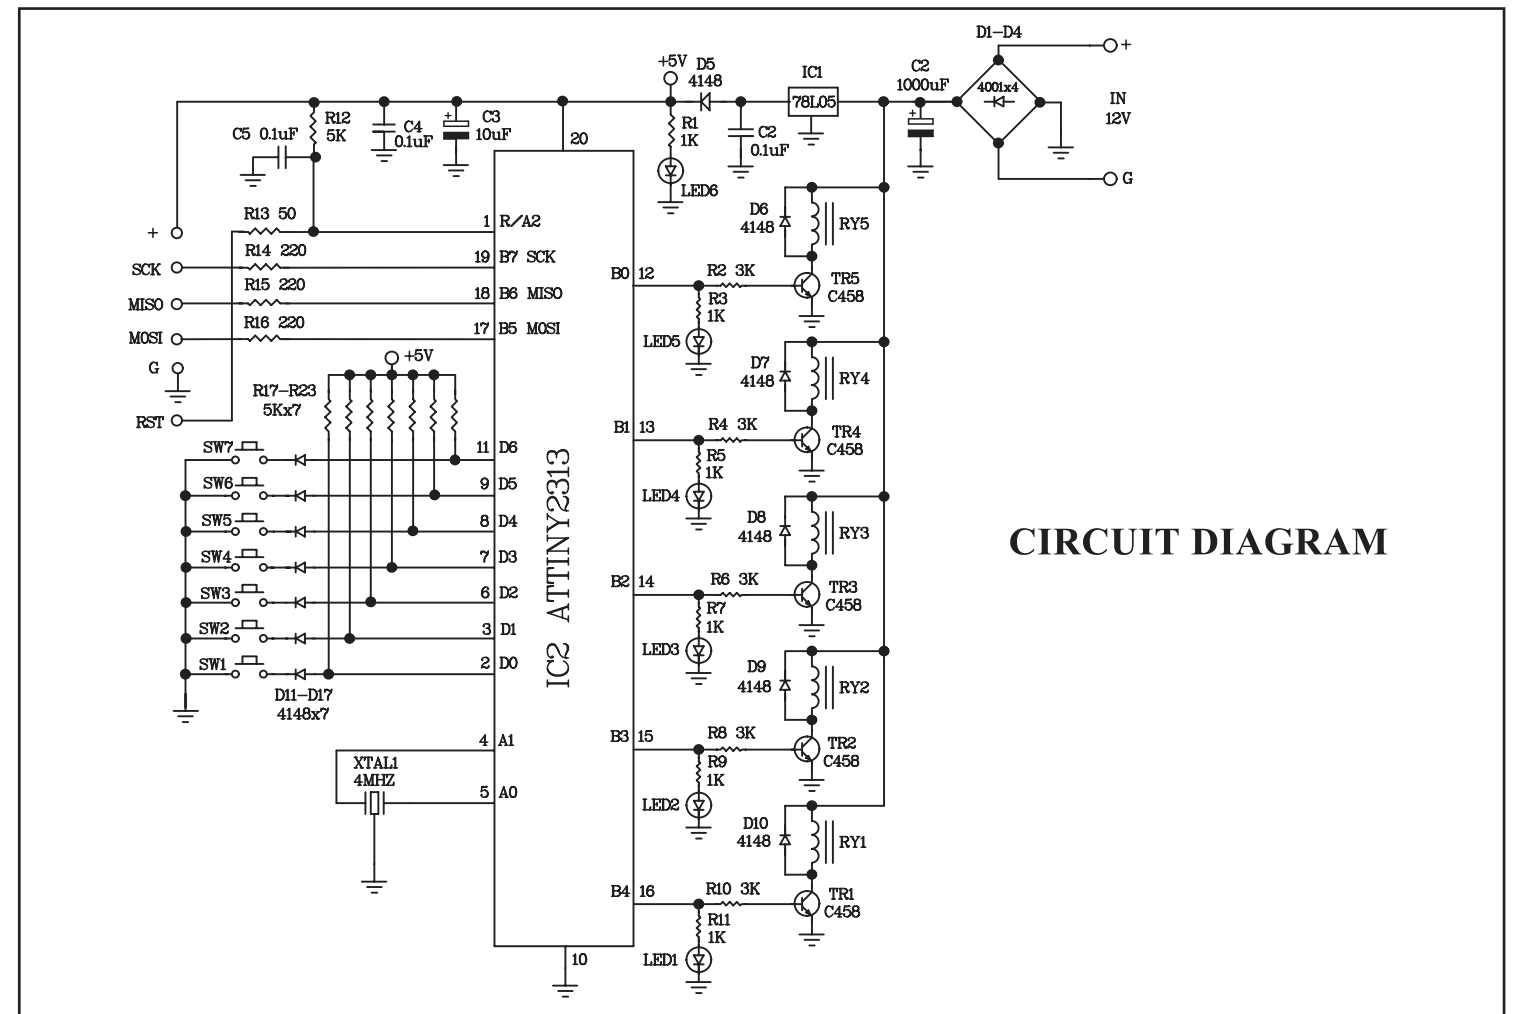 D1-D4
+
+5V
D5
4148
IC1
78L05
C2
1000uF
4001x4
IN
12V
G
R12
5K
C5 0.1uF
C4
0.1uF
+
C3
10uF
20
R1
1K
LED6
C2
0.1uF
+
+
SCK
MISO
MOSI
G
RST
R13 50
R14 220
R15 220
R16 220
1 R/A2
19 B7 SCK
18 B6 MISO
17 B5 MOSI
+5V
R17-R23
5Kx7
SW7
11 D6
SW6
9 D5
SW5
8 D4
SW4
7 D3
SW3
6 D2
SW2
3 D1
SW1
2 D0
D11-D17
4148x7
4 A1
XTAL1
4MHZ
5 A0
IC2 ATTINY2313
10
D6
4148
RY5
B0 12
R2 3K
TR5
C458
R3
1K
LED5
D7
4148
RY4
B1 13
R4 3K
TR4
C458
R5
1K
LED4
D8
4148
RY3
B2 14
R6 3K
TR3
C458
R7
1K
LED3
D9
4148
RY2
B3 15
R8 3K
TR2
C458
R9
1K
LED2
D10
4148
RY1
B4 16
R10 3K
TR1
C458
R11
1K
LED1
CIRCUIT DIAGRAM